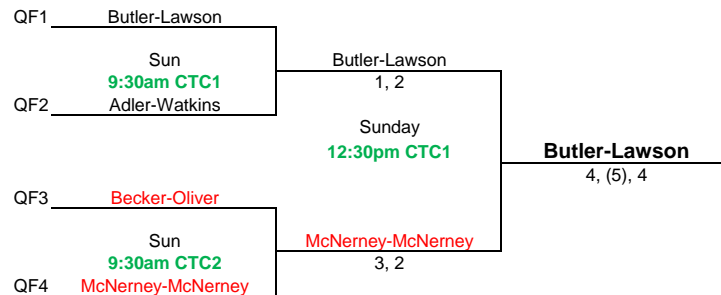 QF1 Butler-Lawson
Sun
9:30am CTC1
QF2 Adler-Watkins
Butler-Lawson
1, 2
Sunday
12:30pm CTC1
Butler-Lawson
4, (5), 4
QF3 Becker-Oliver
Sun
9:30am CTC2
QF4 McNerney-McNerney
McNerney-McNerney
3, 2